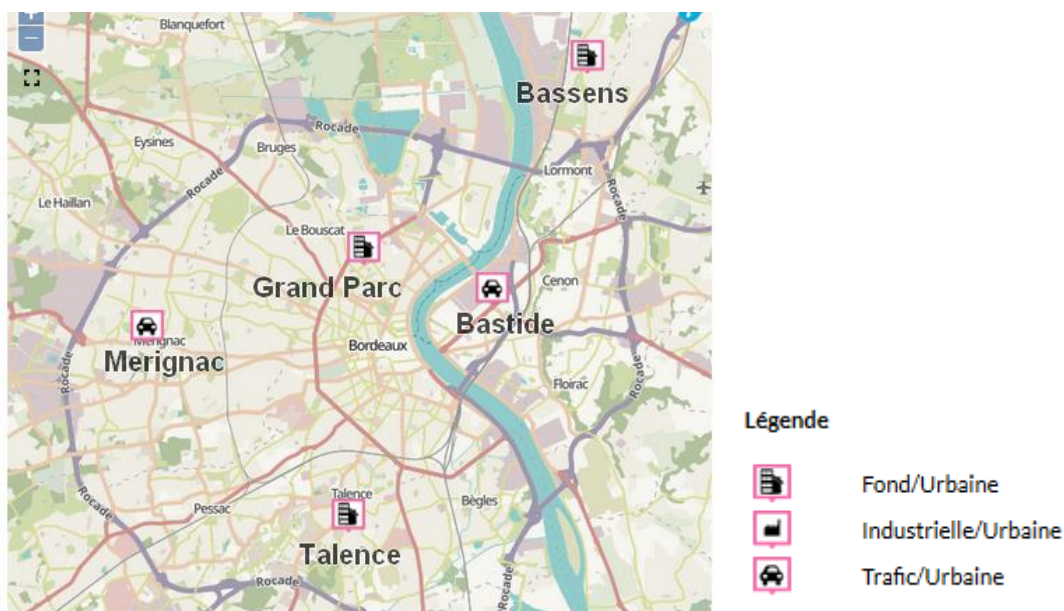 Blanquefort
Bassens
Rocade
Eysines
Bruges
Lormont
Rocade
Rocade
Le Haillan
Le Bouscat
Grand Parc
Cenon
Bastide
Merignac
Bordeaux
Merignac
Rocade
Rocade
Floirac
Légende
Talence
Pessac
Bègles
Fond/Urbaine
Rocade
Industrielle/Urbaine
Talence
Rocade
Rocade
Trafic/Urbaine